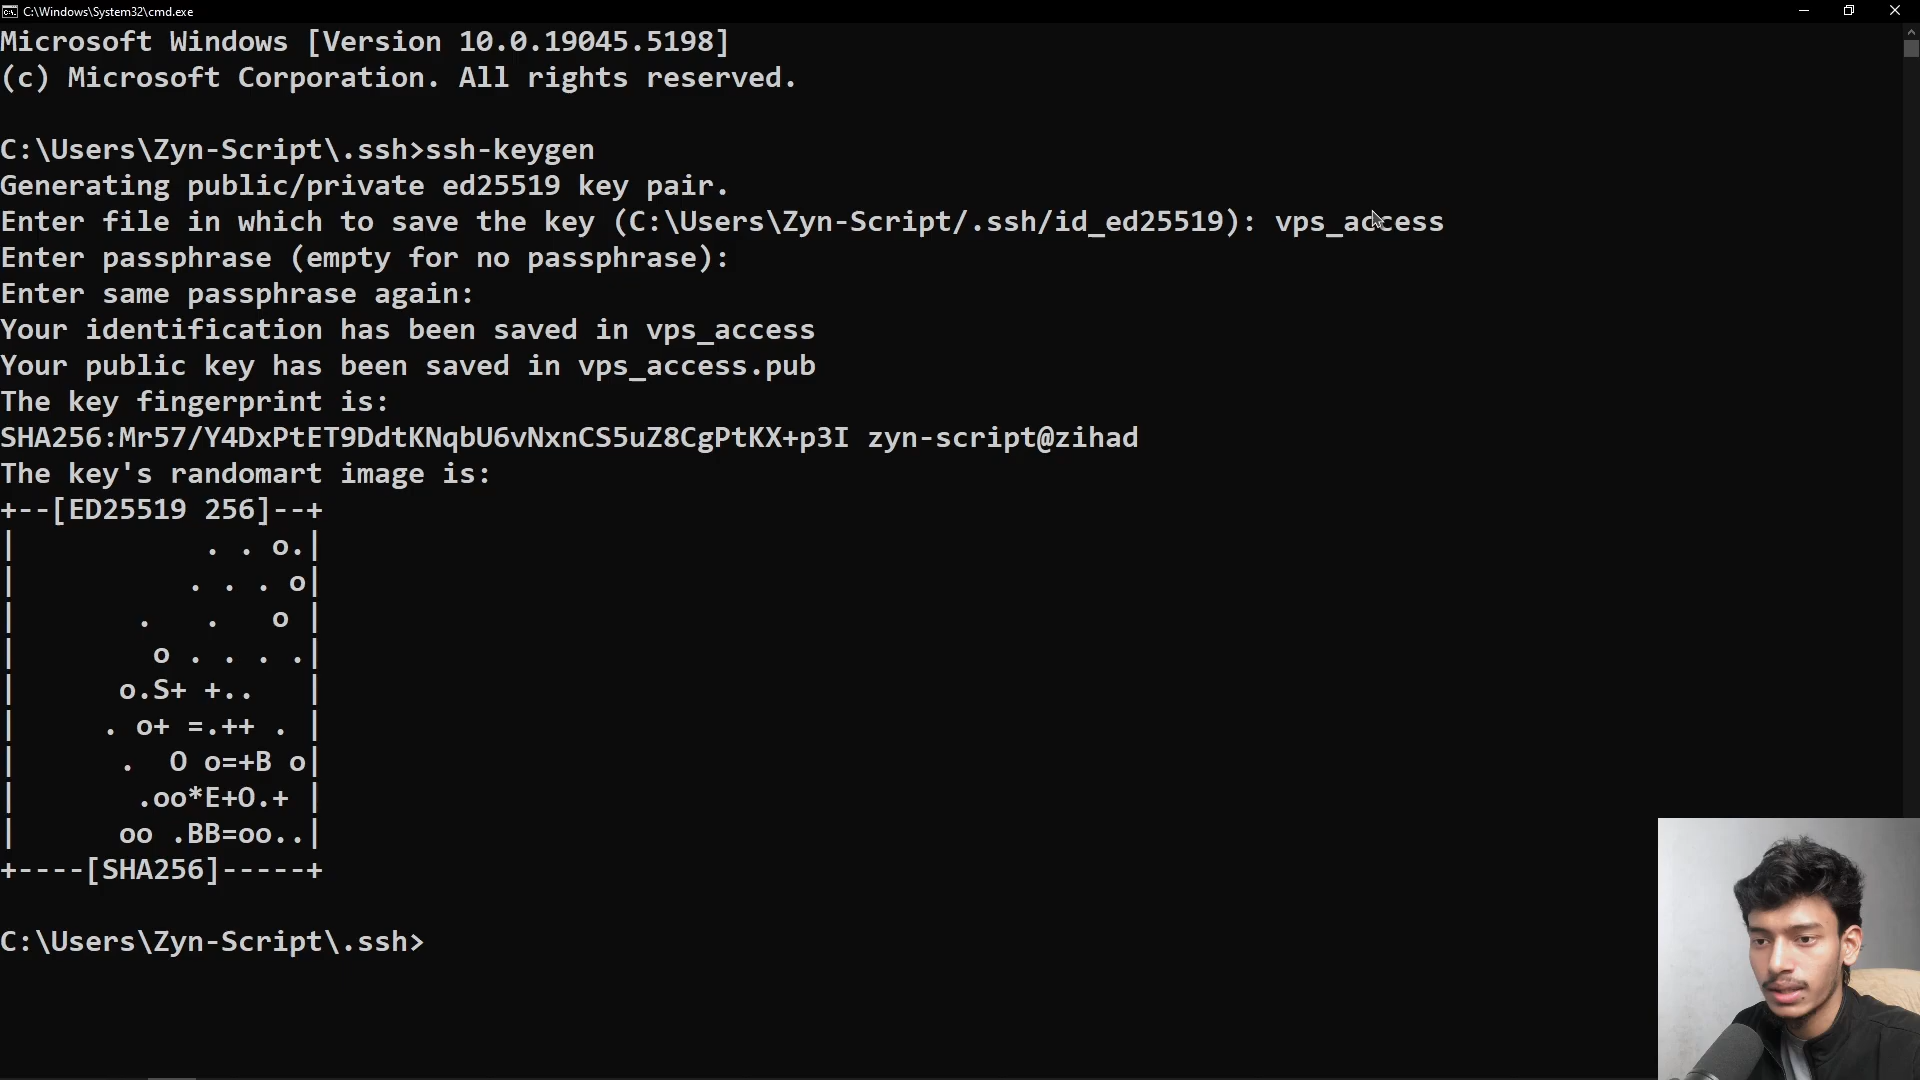 C:\Windows\System32\cmd.exe
Microsoft Windows [Version 10.0.19045.5198]
(c) Microsoft Corporation. All rights reserved.
C:\Users\Zyn-Script\.ssh>ssh-keygen
Generating public/private ed25519 key pair.
Enter file in which to save the key (C:\Users\Zyn-Script/.ssh/id_ed25519): vps_access
Enter passphrase (empty for no passphrase):
Enter same passphrase again:
Your identification has been saved in vps_access
Your public key has been saved in vps_access.pub
The key fingerprint is:
SHA256:Mr57/Y4DxPtET9DdtKNqbU6vNxnCS5uZ8CgPtKX+p3I zyn-script@zihad
The key's randomart image is:
+--[ED25519 256]--+
|            . . o.|
|           . . . o|
|        .   .   o |
|         o . . . .|
|       o.S+ +..   |
|      . o+ =.++ . |
|       .  O o=+B o|
|        .oo*E+O.+ |
|       oo .BB=oo..|
+----[SHA256]-----+
C:\Users\Zyn-Script\.ssh>